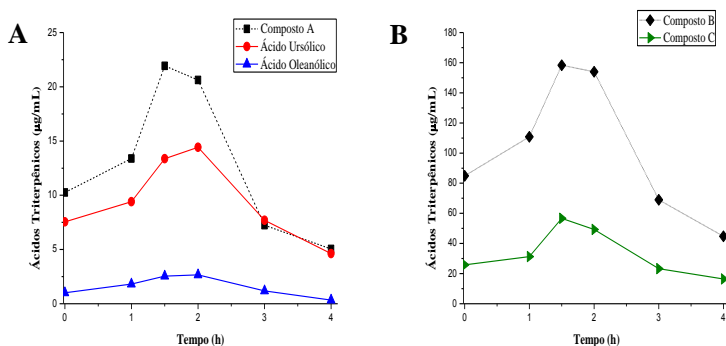 A
Composto A
Ácido Ursólico
Ácido Oleanólico
Ácidos Triterpênicos (µg/mL)
25
20
15
10
5
0
0 1 2 3 4
Tempo (h)
B
Composto B
Composto C
Ácidos Triterpênicos (µg/mL)
180
160
140
120
100
80
60
40
20
0
0 1 2 3 4
Tempo (h)